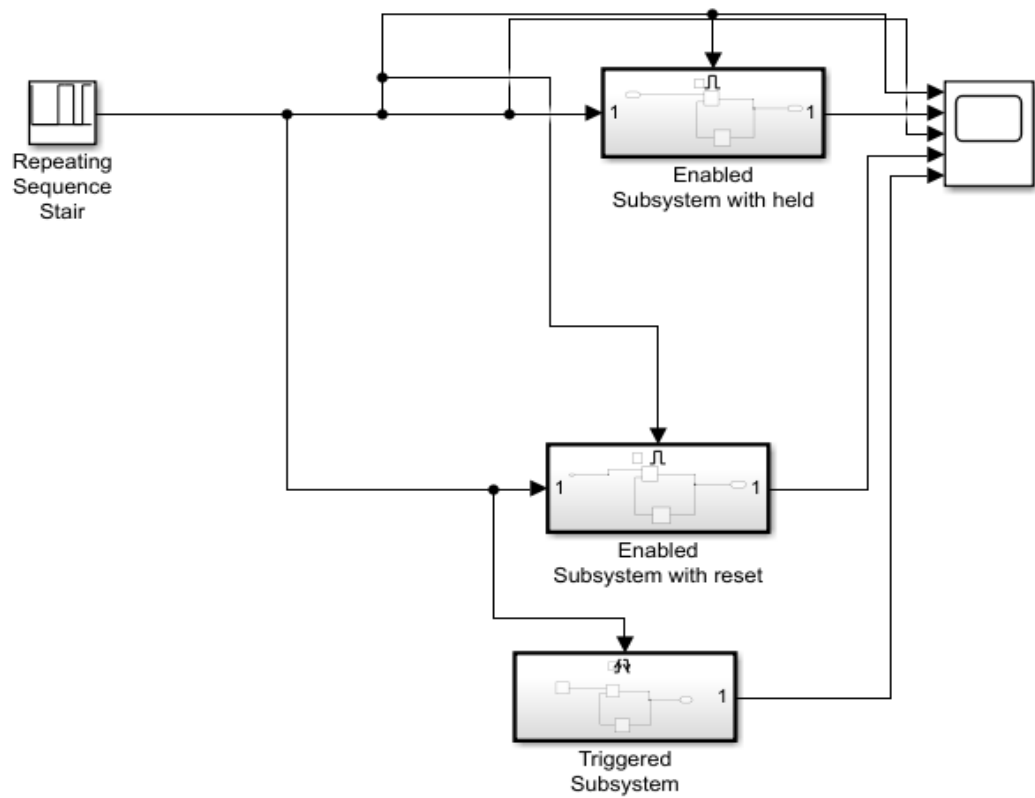 Repeating
Sequence
Stair
1
1
Enabled
Subsystem with held
1
1
Enabled
Subsystem with reset
1
Triggered
Subsystem